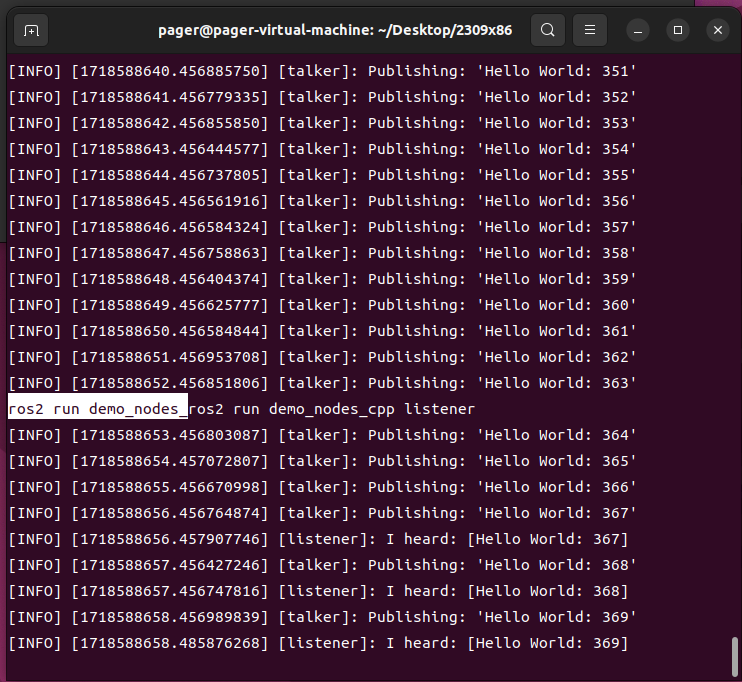 pager@pager-virtual-machine: ~/Desktop/2309x86
[INFO] [1718588640.456885750] [talker]: Publishing: 'Hello World: 351'
[INFO] [1718588641.456779335] [talker]: Publishing: 'Hello World: 352'
[INFO] [1718588642.456855850] [talker]: Publishing: 'Hello World: 353'
[INFO] [1718588643.456444577] [talker]: Publishing: 'Hello World: 354'
[INFO] [1718588644.456737805] [talker]: Publishing: 'Hello World: 355'
[INFO] [1718588645.456561916] [talker]: Publishing: 'Hello World: 356'
[INFO] [1718588646.456584324] [talker]: Publishing: 'Hello World: 357'
[INFO] [1718588647.456758863] [talker]: Publishing: 'Hello World: 358'
[INFO] [1718588648.456404374] [talker]: Publishing: 'Hello World: 359'
[INFO] [1718588649.456625777] [talker]: Publishing: 'Hello World: 360'
[INFO] [1718588650.456584844] [talker]: Publishing: 'Hello World: 361'
[INFO] [1718588651.456953708] [talker]: Publishing: 'Hello World: 362'
[INFO] [1718588652.456851806] [talker]: Publishing: 'Hello World: 363'
ros2 run demo_nodes_ros2 run demo_nodes_cpp listener
[INFO] [1718588653.456803087] [talker]: Publishing: 'Hello World: 364'
[INFO] [1718588654.457072807] [talker]: Publishing: 'Hello World: 365'
[INFO] [1718588655.456670998] [talker]: Publishing: 'Hello World: 366'
[INFO] [1718588656.456764874] [talker]: Publishing: 'Hello World: 367'
[INFO] [1718588656.457907746] [listener]: I heard: [Hello World: 367]
[INFO] [1718588657.456427246] [talker]: Publishing: 'Hello World: 368'
[INFO] [1718588657.456747816] [listener]: I heard: [Hello World: 368]
[INFO] [1718588658.456989839] [talker]: Publishing: 'Hello World: 369'
[INFO] [1718588658.485876268] [listener]: I heard: [Hello World: 369]